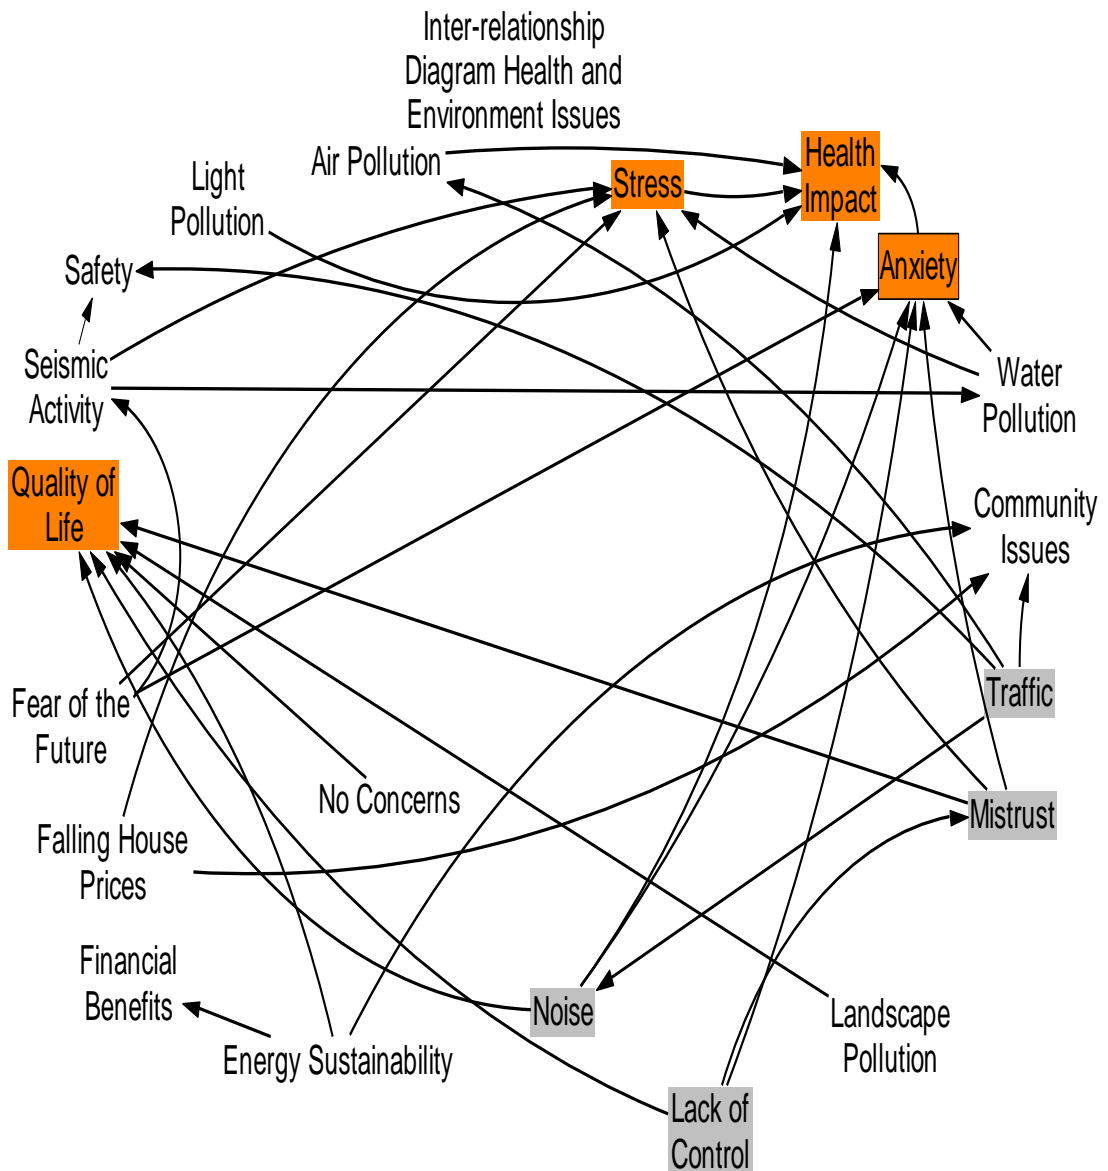 Inter-relationship
Diagram Health and
Environment Issues
Air Pollution
Health
Impact
Stress
Light
Pollution
Anxiety
Safety
Seismic
Activity
Water
Pollution
Quality of
Life
Community
Issues
Traffic
Fear of the
Future
No Concerns
Mistrust
Falling House
Prices
Financial
Benefits
Noise
Landscape
Pollution
Energy Sustainability
Lack of
Control